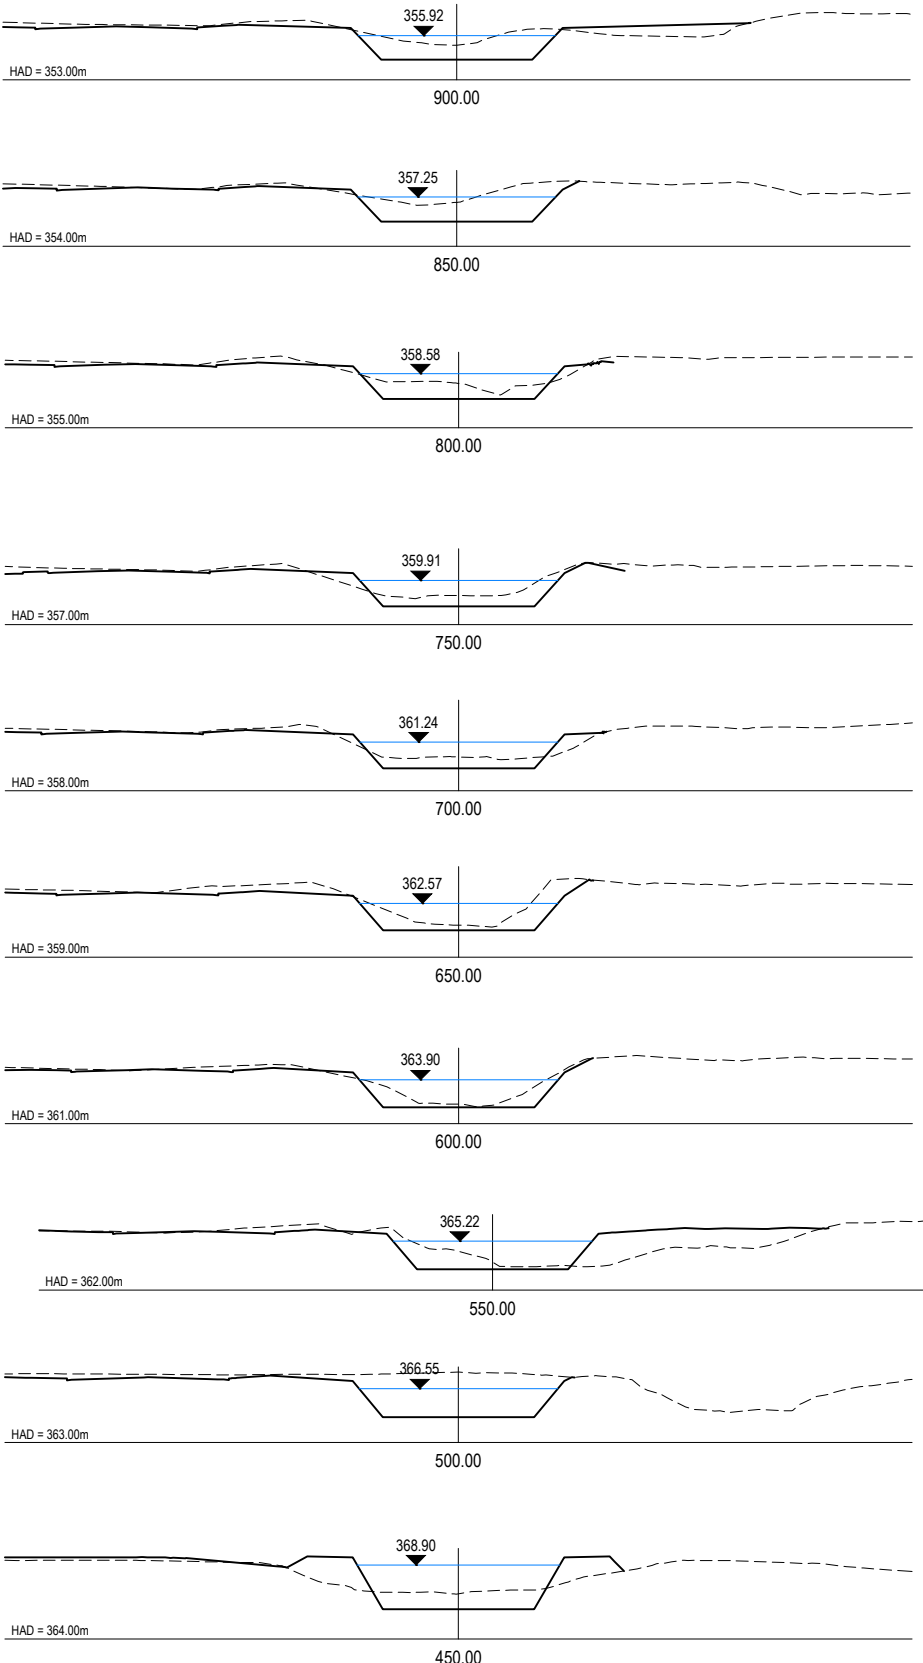 355.92
HAD = 353.00m
900.00
357.25
HAD = 354.00m
850.00
358.58
HAD = 355.00m
800.00
359.91
HAD = 357.00m
750.00
361.24
HAD = 358.00m
700.00
362.57
HAD = 359.00m
650.00
363.90
HAD = 361.00m
600.00
365.22
HAD = 362.00m
550.00
366.55
HAD = 363.00m
500.00
368.90
HAD = 364.00m
450.00